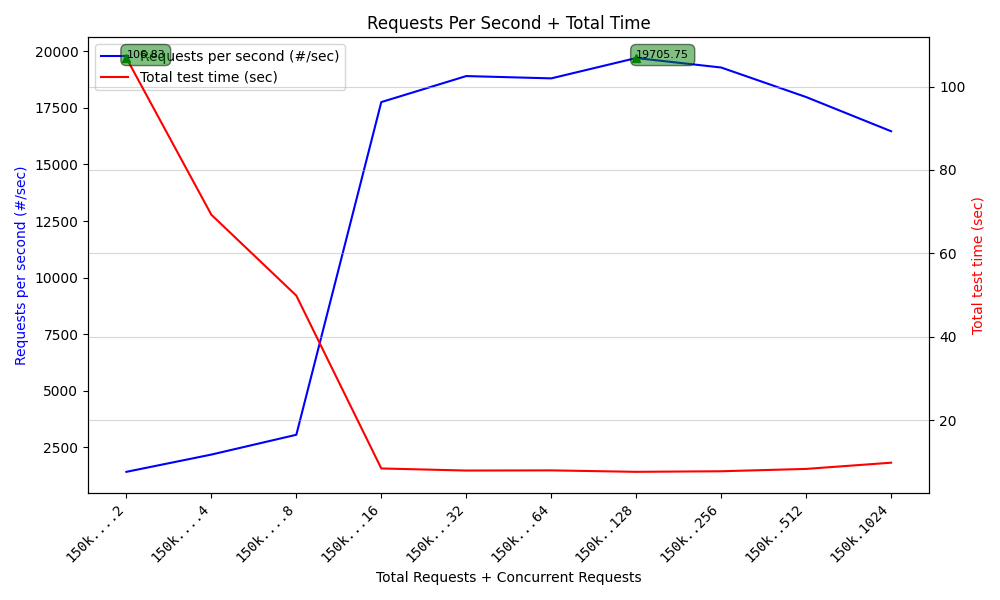 Requests Per Second + Total Time
106.83
Requests per second (#/sec)
Total test time (sec)
19705.75
20000
17500
15000
12500
10000
7500
5000
2500
Requests per second (#/sec)
100
80
60
40
20
Total test time (sec)
150k....2
150k....4
150k....8
150k...16
150k...32
150k...64
150k..128
150k..256
150k..512
150k.1024
Total Requests + Concurrent Requests